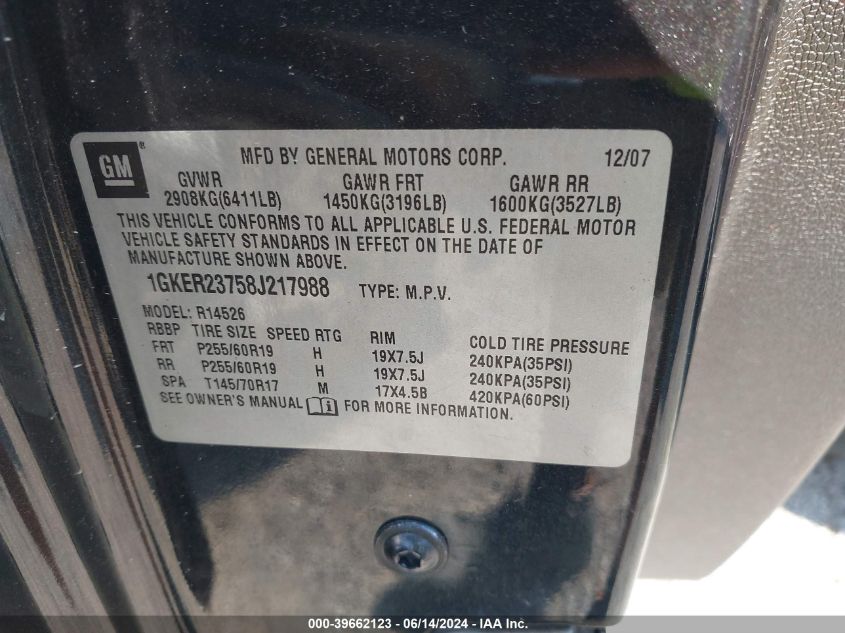 GM ® MFD BY GENERAL MOTORS CORP. 12/07
GVWR GAWR FRT GAWR RR
2908KG(6411LB) 1450KG(3196LB) 1600KG(3527LB)
THIS VEHICLE CONFORMS TO ALL APPLICABLE U.S. FEDERAL MOTOR
VEHICLE SAFETY STANDARDS IN EFFECT ON THE DATE OF
MANUFACTURE SHOWN ABOVE.
1GKER23758J217988 TYPE: M.P.V.
MODEL: R14526
RBBP TIRE SIZE SPEED RTG RIM COLD TIRE PRESSURE
FRT P255/60R19 H 19X7.5J 240KPA(35PSI)
RR P255/60R19 H 19X7.5J 240KPA(35PSI)
SPA T145/70R17 M 17X4.5B 420KPA(60PSI)
SEE OWNER'S MANUAL i FOR MORE INFORMATION.
000-39662123 - 06/14/2024 - IAA Inc.